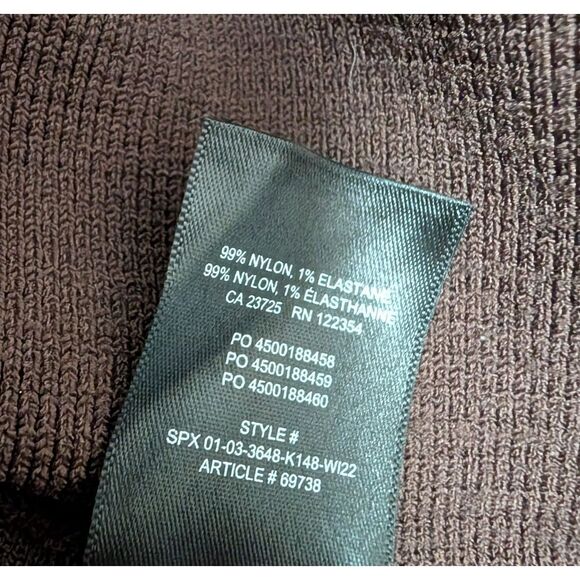 99% NYLON, 1% ELASTANE
99% NYLON, 1% ÉLASTHANNE
CA 23725 RN 122354
PO 4500188458
PO 4500188459
PO 4500188460
STYLE #
SPX 01-03-3648-K148-WI22
ARTICLE # 69738